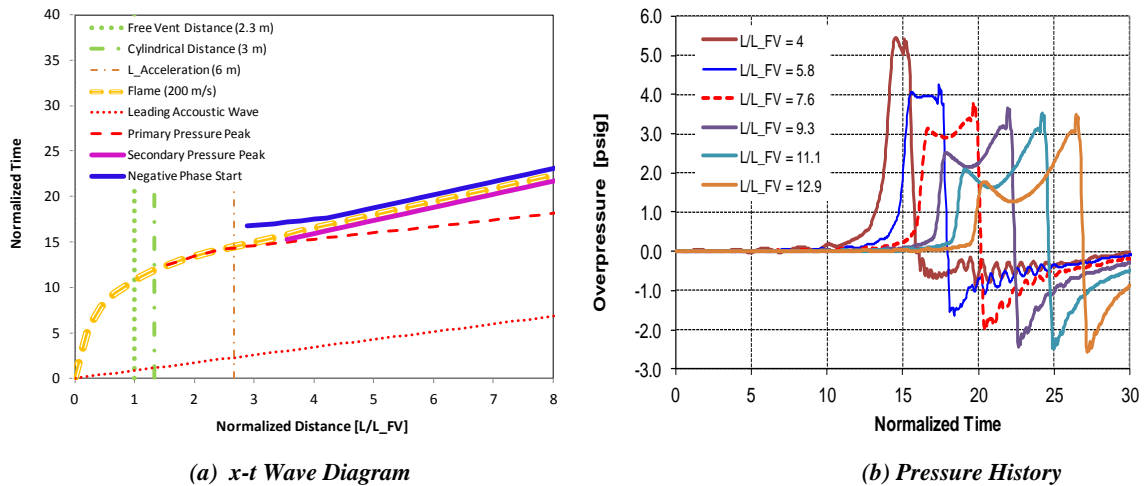 40
35
30
25
20
15
10
5
0
Normalized Time
Free Vent Distance (2.3 m)
Cylindrical Distance (3 m)
L_Acceleration (6 m)
Flame (200 m/s)
Leading Accoustic Wave
Primary Pressure Peak
Secondary Pressure Peak
Negative Phase Start
0 1 2 3 4 5 6 7 8
Normalized Distance [L/L_FV]
(a) x-t Wave Diagram
6.0
5.0
4.0
3.0
2.0
1.0
0.0
-1.0
-2.0
-3.0
Overpressure [psig]
L/L_FV = 4
L/L_FV = 5.8
L/L_FV = 7.6
L/L_FV = 9.3
L/L_FV = 11.1
L/L_FV = 12.9
0 5 10 15 20 25 30
Normalized Time
(b) Pressure History